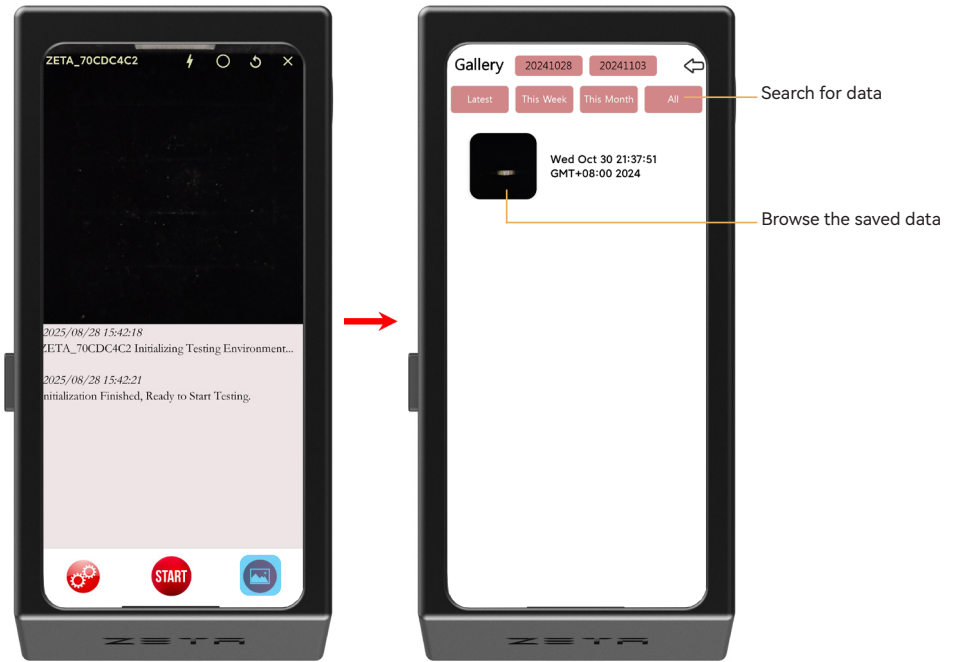 ZETA_70CDC4C2
2025/08/28 15:42:18
ZETA_70CDC4C2 Initializing Testing Environment...
2025/08/28 15:42:21
nitialization Finished, Ready to Start Testing.
START
ZETA
Gallery 20241028 20241103
Latest This Week This Month All
Wed Oct 30 21:37:51
GMT+08:00 2024
ZETA
Search for data
Browse the saved data